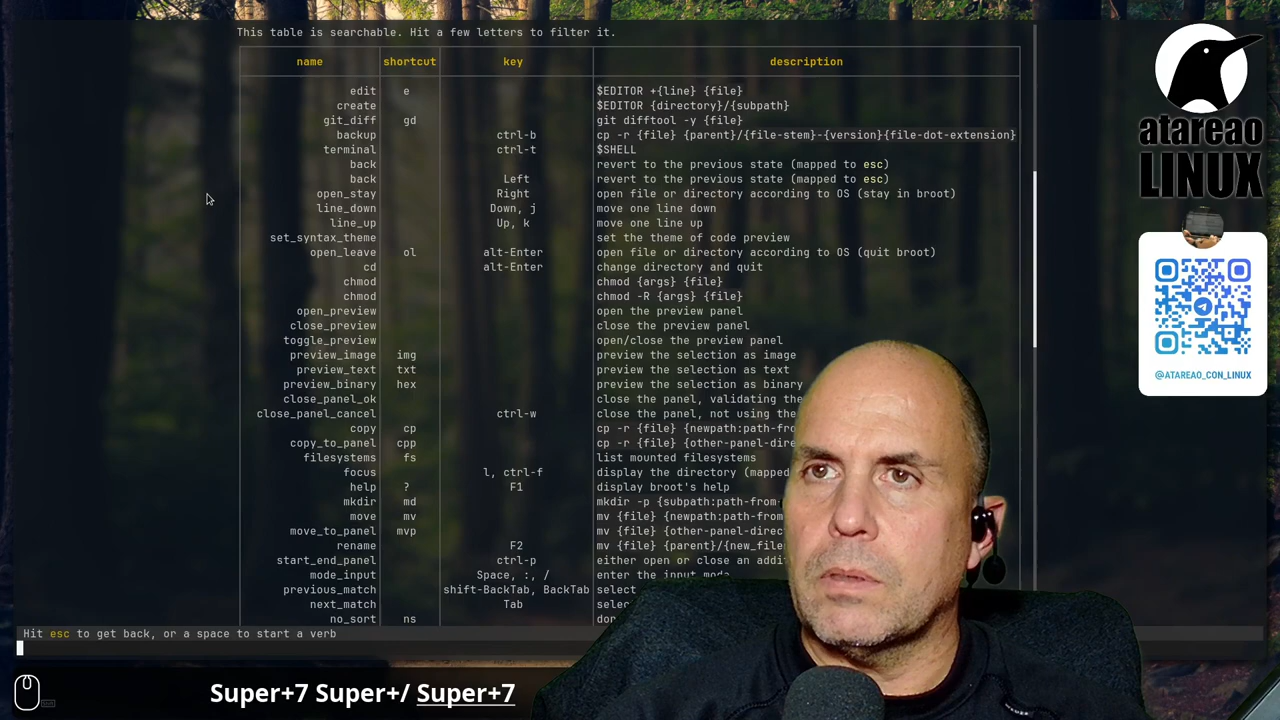 This table is searchable. Hit a few letters to filter it.
name shortcut key description
edit e $EDITOR +{line} {file}
create $EDITOR {directory}/{subpath}
git_diff gd git difftool -y {file}
backup ctrl-b cp -r {file} {parent}/{file-stem}-{version}{file-dot-extension}
terminal ctrl-t $SHELL
back revert to the previous state (mapped to esc)
back Left revert to the previous state (mapped to esc)
open_stay Right open file or directory according to OS (stay in broot)
line_down Down, j move one line down
line_up Up, k move one line up
set_syntax_theme set the theme of code preview
open_leave ol alt-Enter open file or directory according to OS (quit broot)
cd alt-Enter change directory and quit
chmod chmod {args} {file}
chmod chmod -R {args} {file}
open_preview open the preview panel
close_preview close the preview panel
toggle_preview open/close the preview panel
preview_image img preview the selection as image
preview_text txt preview the selection as text
preview_binary hex preview the selection as binary
close_panel_ok close the panel, validating the
close_panel_cancel ctrl-w close the panel, not using the
copy cp cp -r {file} {newpath:path-fro
copy_to_panel cpp cp -r {file} {other-panel-dire
filesystems fs list mounted filesystems
focus l, ctrl-f display the directory (mapped
help ? F1 display broot's help
mkdir md mkdir -p {subpath:path-from-
move mv mv {file} {newpath:path-from
move_to_panel mvp mv {file} {other-panel-direc
rename F2 mv {file} {parent}/{new_file
start_end_panel ctrl-p either open or close an addi
mode_input Space, :, / enter the input mode
previous_match shift-BackTab, BackTab select
next_match Tab selec
no_sort ns don
Hit esc to get back, or a space to start a verb
Super+7 Super+/ Super+7
atareao
LINUX
@ATAREAO_CON_LINUX